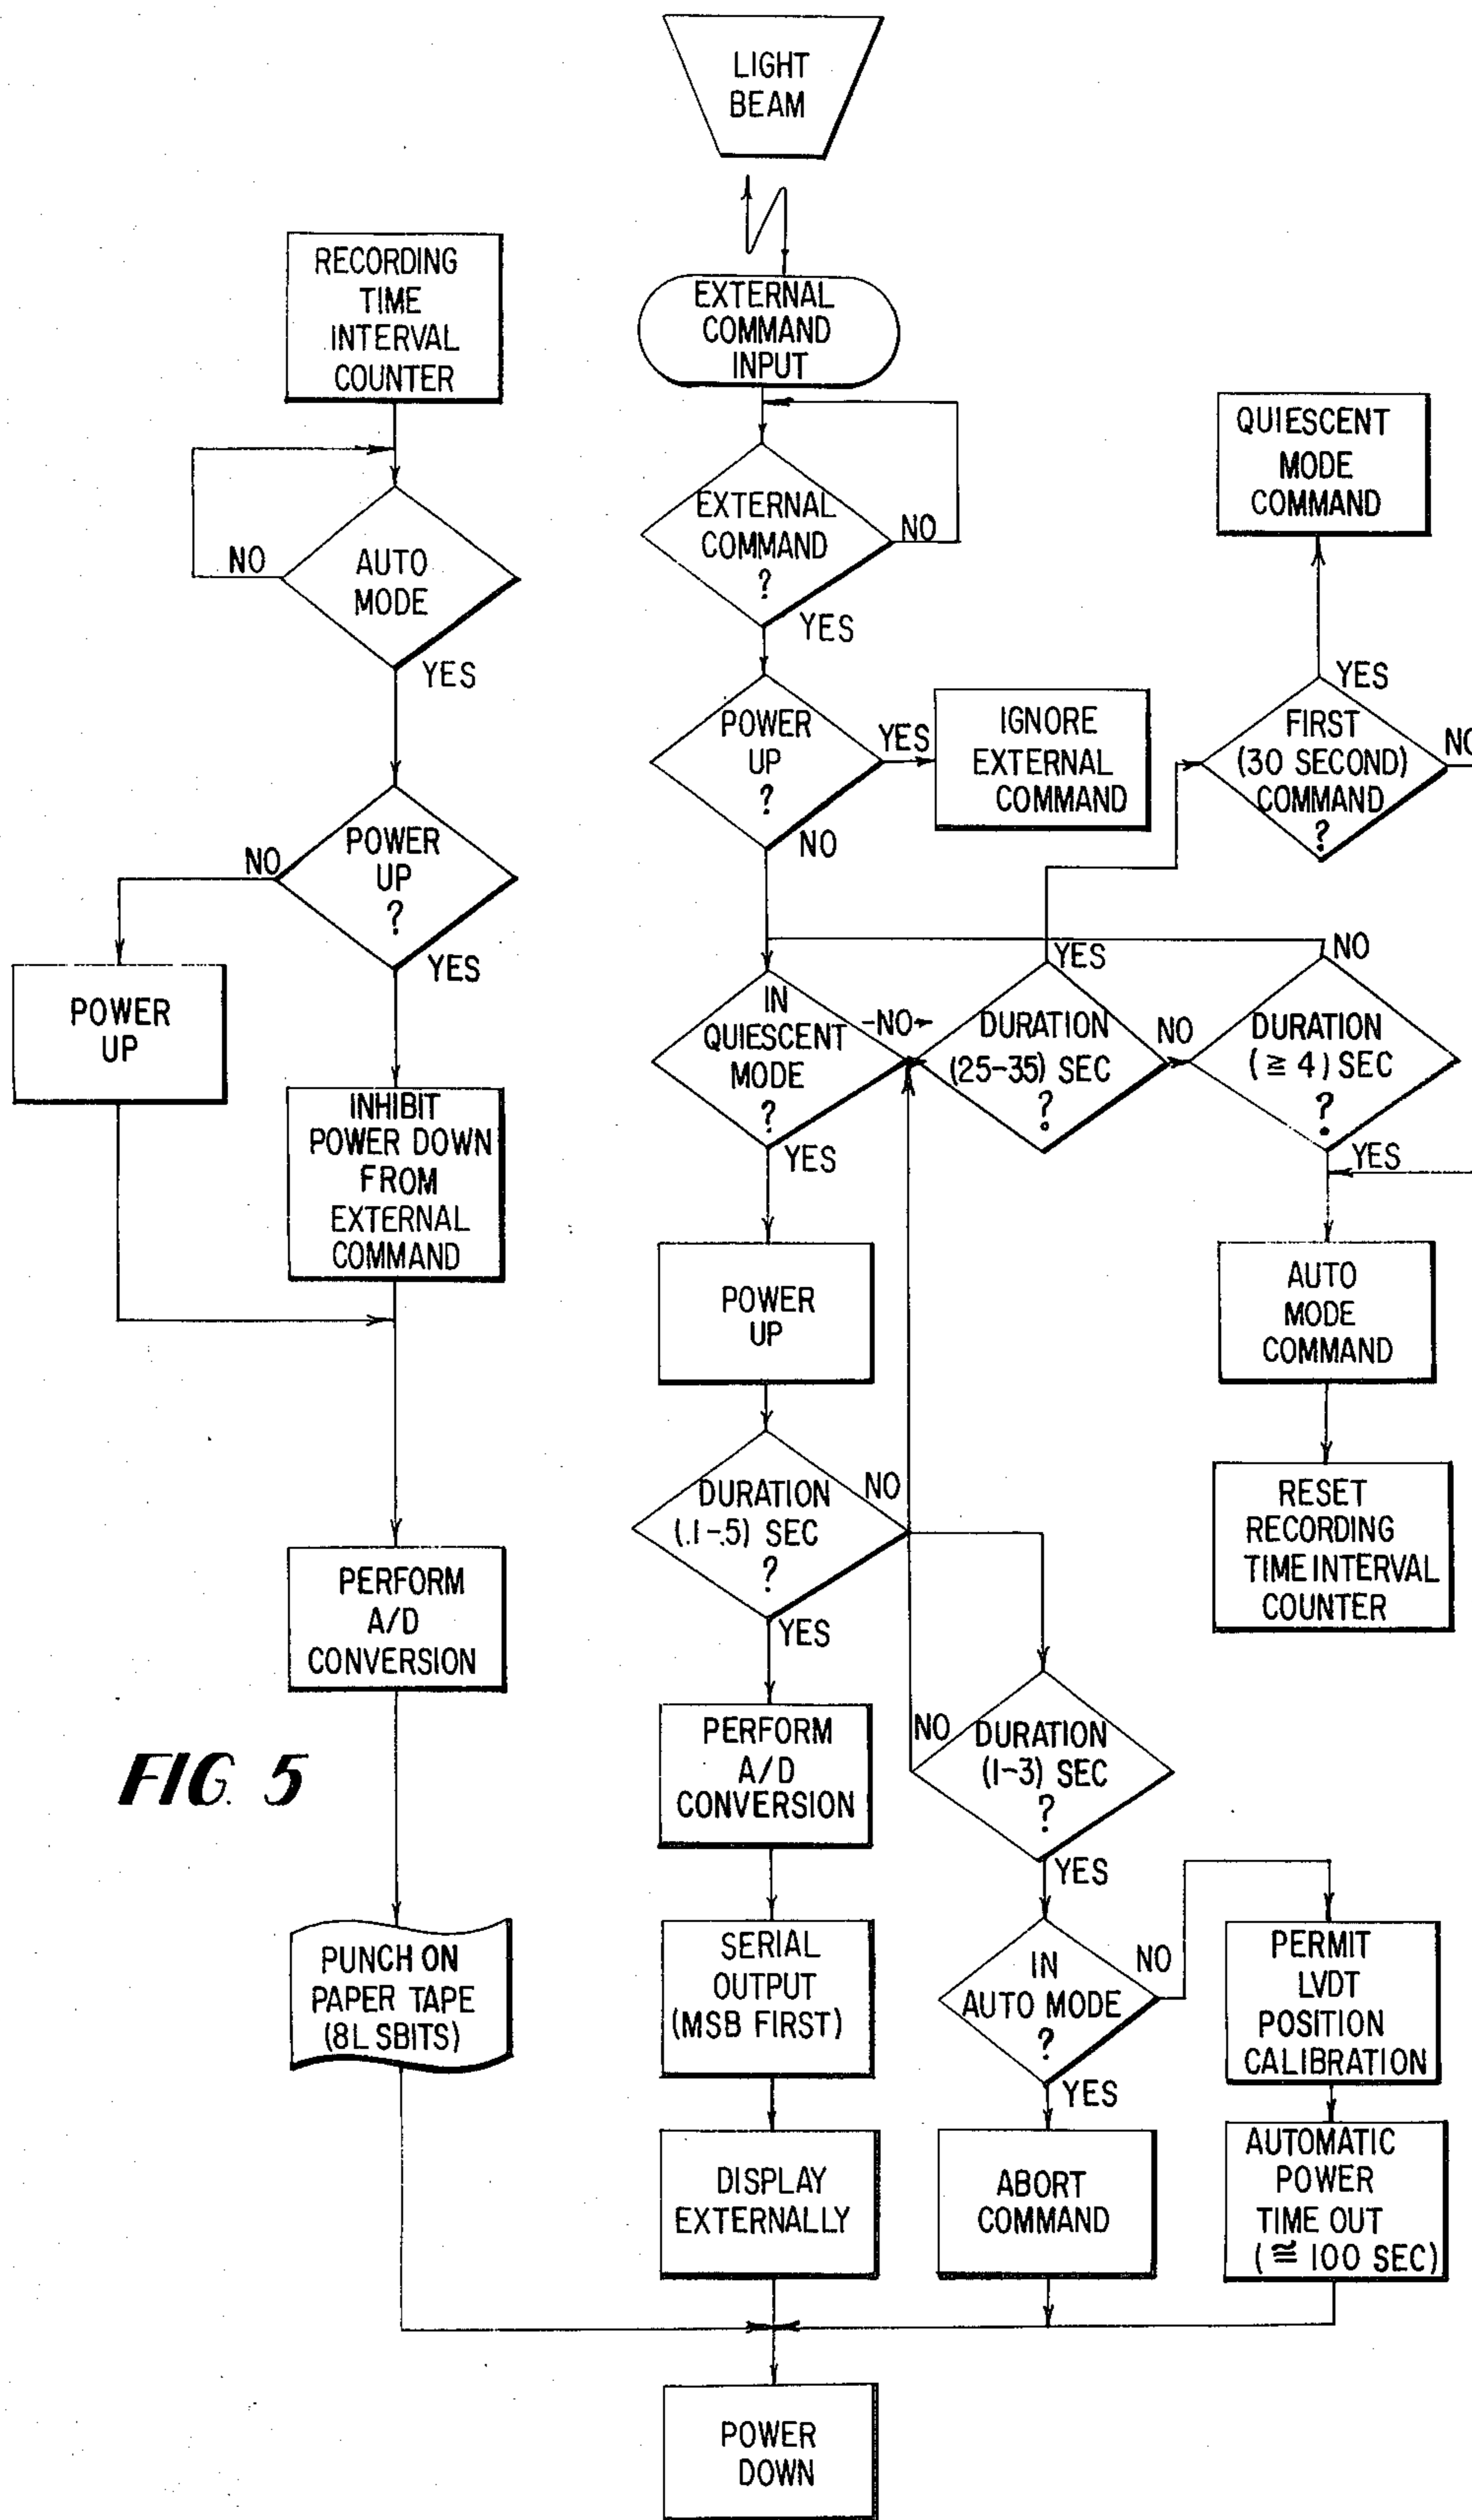 LIGHT
BEAM
RECORDING
TIME
INTERVAL
COUNTER
EXTERNAL
COMMAND
INPUT
QUIESCENT
MODE
COMMAND
EXTERNAL
COMMAND
?
NO
YES
AUTO
MODE
NO
YES
POWER
UP
?
YES
NO
IGNORE
EXTERNAL
COMMAND
YES
FIRST
(30 SECOND)
COMMAND
?
NO
POWER
UP
?
NO
YES
POWER
UP
INHIBIT
POWER DOWN
FROM
EXTERNAL
COMMAND
IN
QUIESCENT
MODE
?
-NO-
YES
YES
DURATION
(25-35) SEC
?
NO
NO
DURATION
(≧ 4) SEC
?
YES
POWER
UP
AUTO
MODE
COMMAND
RESET
RECORDING
TIME INTERVAL
COUNTER
DURATION
(.1-.5) SEC
?
NO
YES
PERFORM
A/D
CONVERSION
FIG. 5
PERFORM
A/D
CONVERSION
NO
DURATION
(1-3) SEC
?
YES
PUNCH ON
PAPER TAPE
(8L SBITS)
SERIAL
OUTPUT
(MSB FIRST)
IN
AUTO MODE
?
NO
YES
PERMIT
LVDT
POSITION
CALIBRATION
DISPLAY
EXTERNALLY
ABORT
COMMAND
AUTOMATIC
POWER
TIME OUT
(≅ 100 SEC)
POWER
DOWN